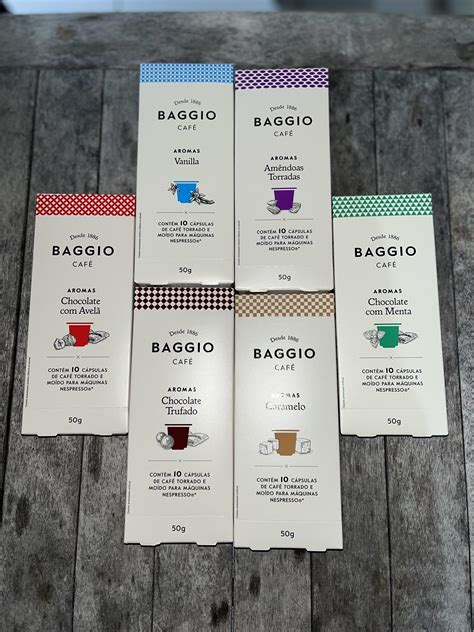 Desde 1886
BAGGIO
CAFÉ
AROMAS
Vanilla
CONTÉM 10 CÁPSULAS
DE CAFÉ TORRADO E
MOÍDO PARA MÁQUINAS
NESPRESSO®*
50g
Desde 1886
BAGGIO
CAFÉ
AROMAS
Amêndoas
Torradas
CONTÉM 10 CÁPSULAS
DE CAFÉ TORRADO E
MOÍDO PARA MÁQUINAS
NESPRESSO®*
50g
Desde 1886
BAGGIO
CAFÉ
AROMAS
Chocolate
com Avelã
CONTÉM 10 CÁPSULAS
DE CAFÉ TORRADO E
MOÍDO PARA MÁQUINAS
NESPRESSO®*
50g
Desde 1886
BAGGIO
CAFÉ
AROMAS
Chocolate
Trufado
CONTÉM 10 CÁPSULAS
DE CAFÉ TORRADO E
MOÍDO PARA MÁQUINAS
NESPRESSO®*
50g
Desde 1886
BAGGIO
CAFÉ
AROMAS
Caramelo
CONTÉM 10 CÁPSULAS
DE CAFÉ TORRADO E
MOÍDO PARA MÁQUINAS
NESPRESSO®*
50g
Desde 1886
BAGGIO
CAFÉ
AROMAS
Chocolate
com Menta
CONTÉM 10 CÁPSULAS
DE CAFÉ TORRADO E
MOÍDO PARA MÁQUINAS
NESPRESSO®*
50g